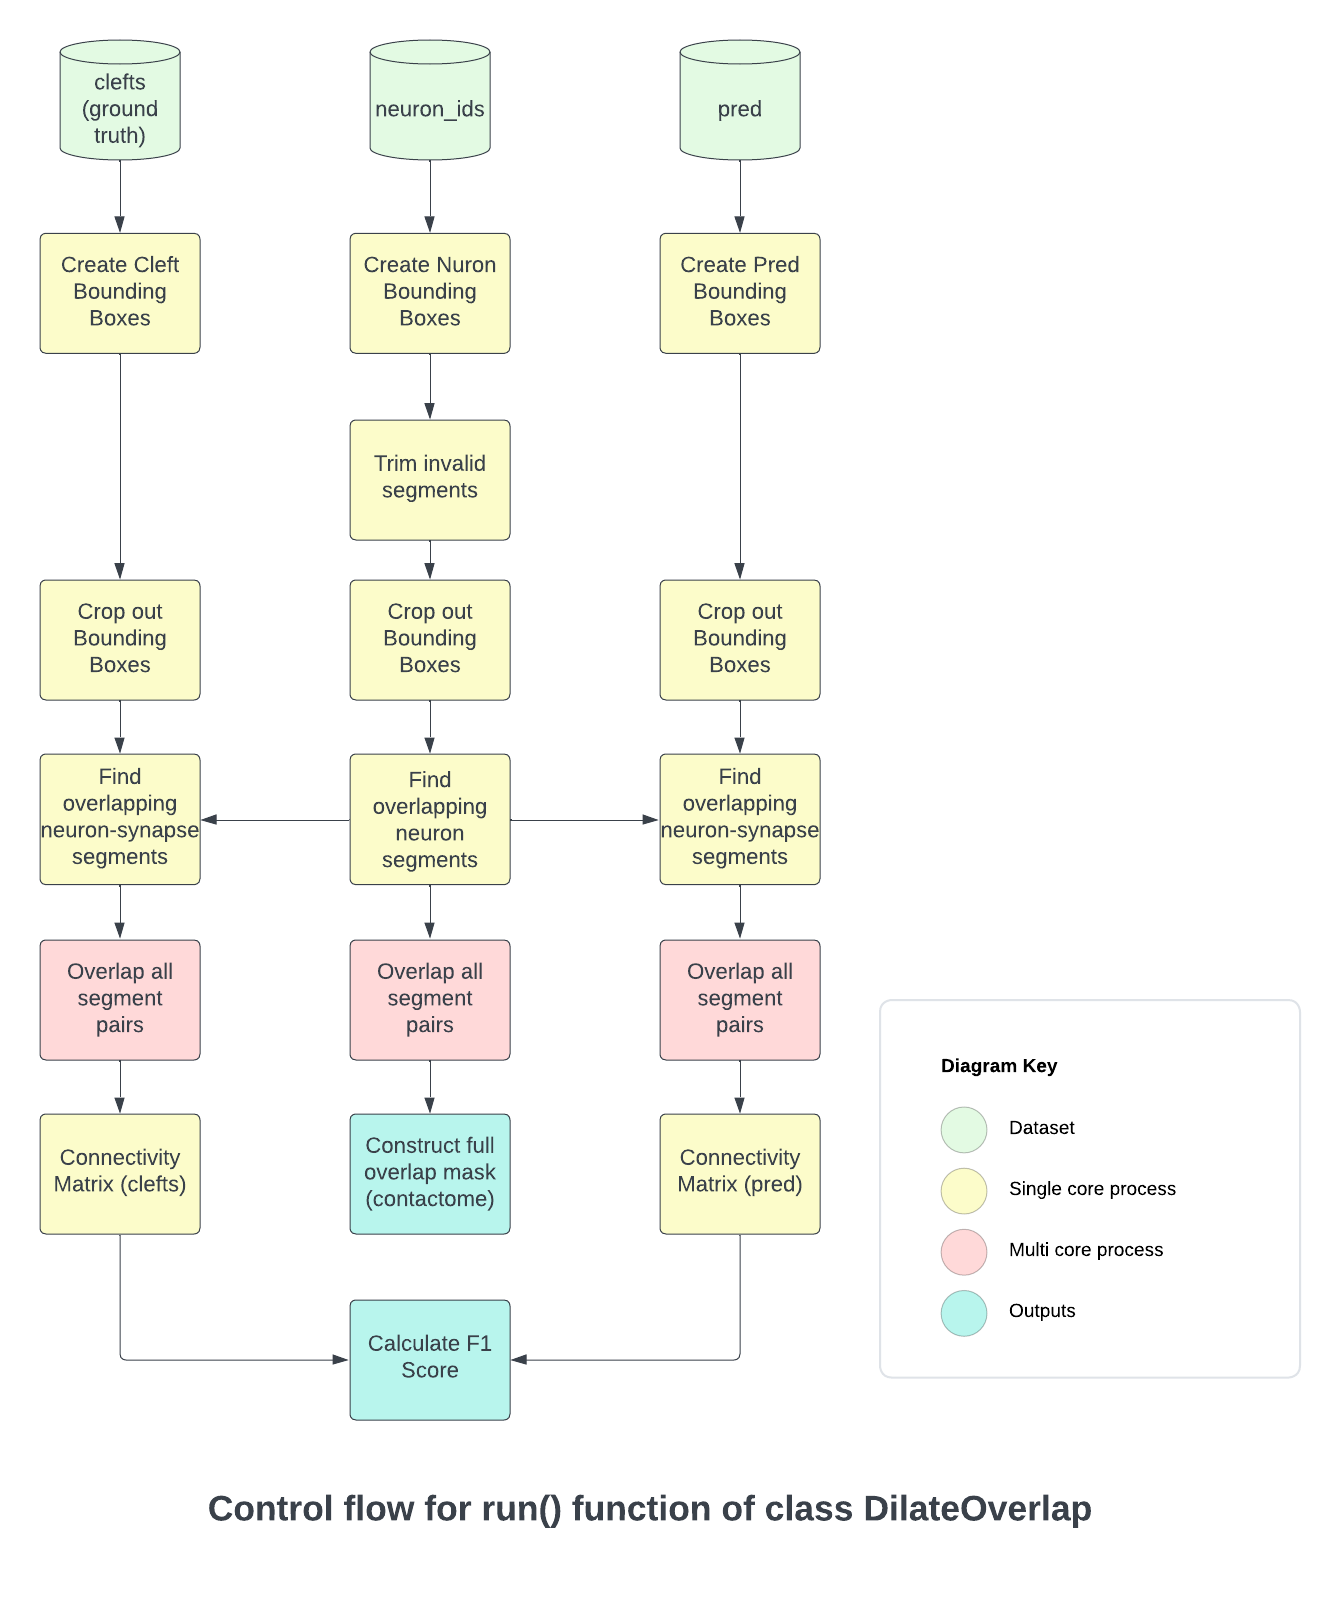 clefts
(ground
truth)
neuron_ids
pred
Create Cleft
Bounding
Boxes
Create Nuron
Bounding
Boxes
Create Pred
Bounding
Boxes
Trim invalid
segments
Crop out
Bounding
Boxes
Crop out
Bounding
Boxes
Crop out
Bounding
Boxes
Find
overlapping
neuron-synapse
segments
Find
overlapping
neuron
segments
Find
overlapping
neuron-synapse
segments
Overlap all
segment
pairs
Overlap all
segment
pairs
Overlap all
segment
pairs
Connectivity
Matrix (clefts)
Construct full
overlap mask
(contactome)
Connectivity
Matrix (pred)
Calculate F1
Score
Diagram Key
Dataset
Single core process
Multi core process
Outputs
Control flow for run() function of class DilateOverlap